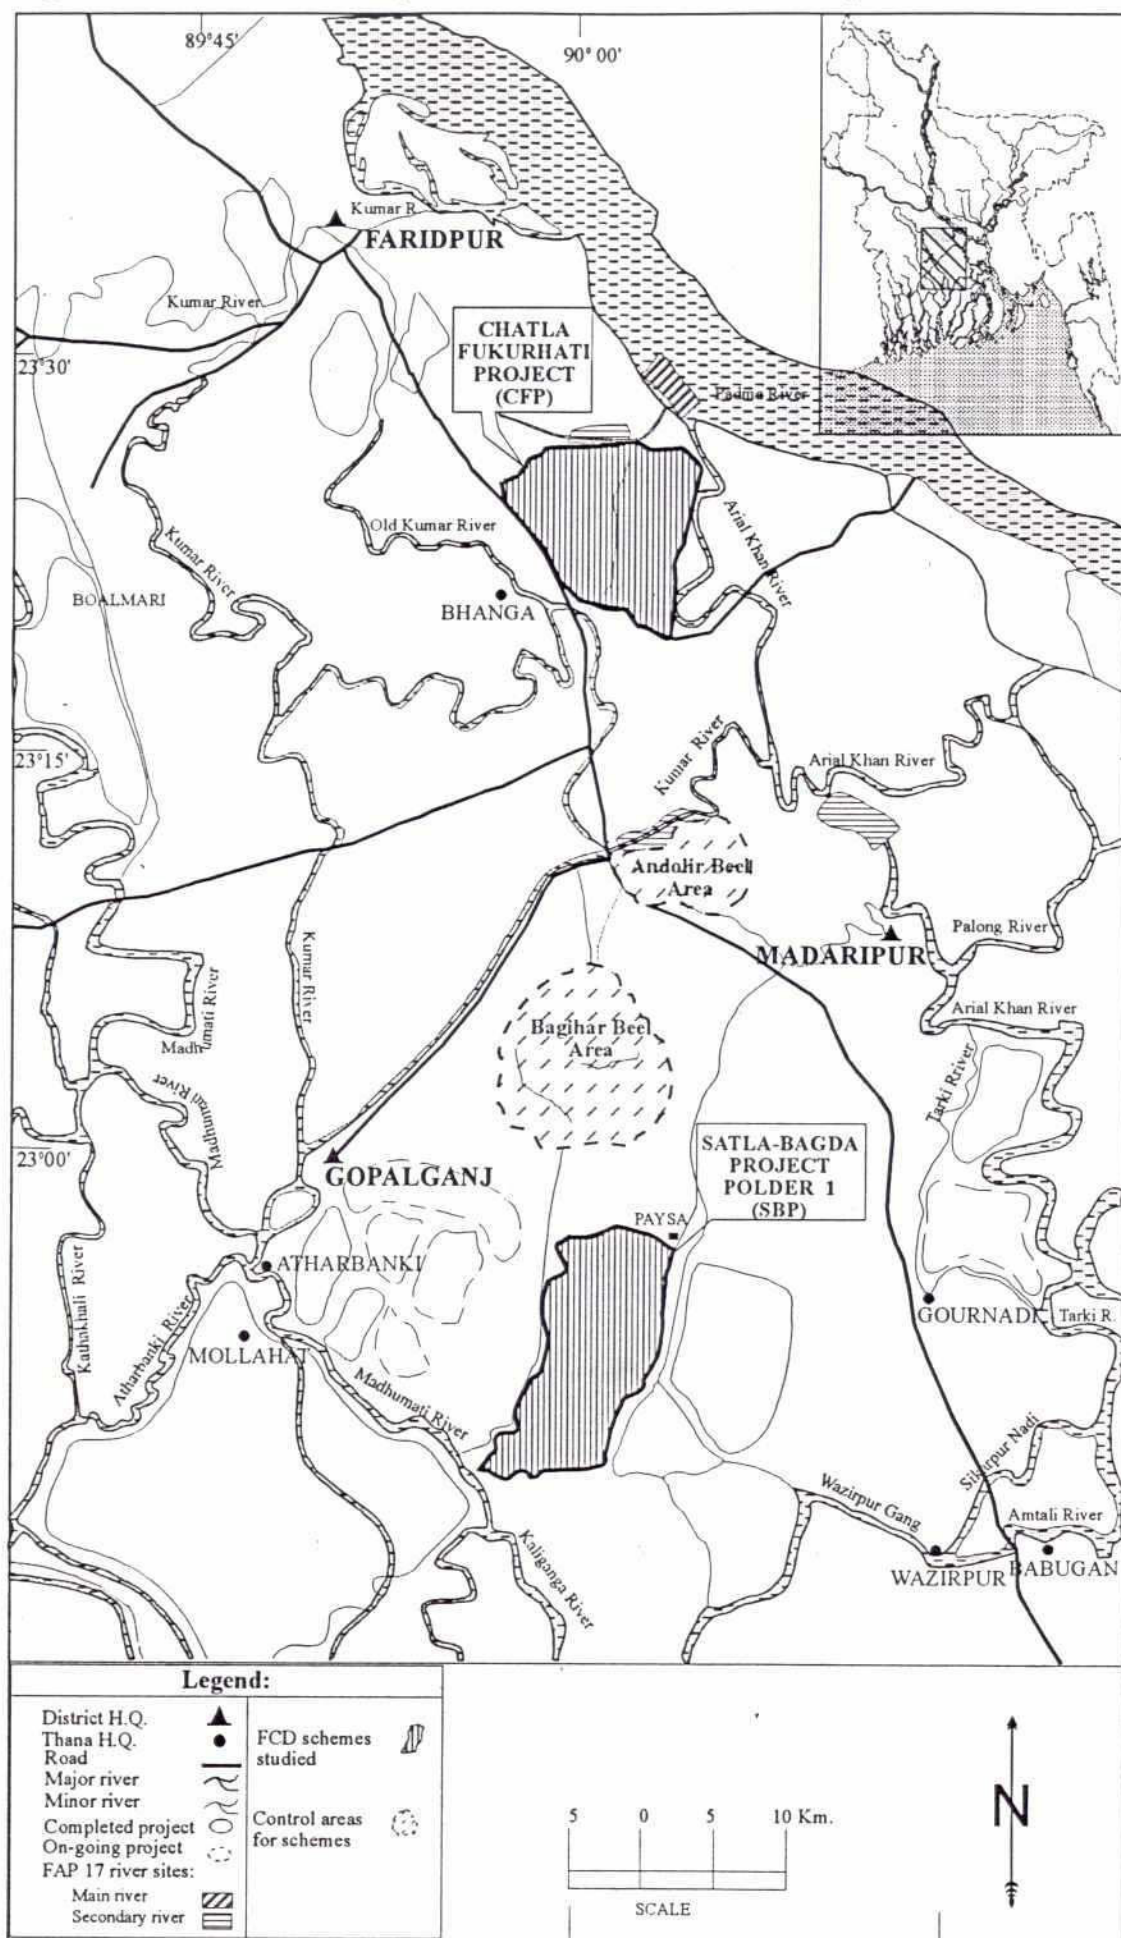 89°45'
90°00'
Kumar R.
FARIDPUR
Kumar River
23°30'
CHATLA
FUKURHATI
PROJECT
(CFP)
Padma River
Old Kumar River
Arial Khan River
Kumar River
BOALMARI
BHANGA
23°15'
Kumar River
Arial Khan River
Andolir Beel
Area
Palong River
MADARIPUR
Kumar River
Madhumati River
Arial Khan River
Bagihar Beel
Area
Tarki Rriver
Madhumati River
23°00'
GOPALGANJ
SATLA-BAGDA
PROJECT
POLDER 1
(SBP)
PAYSA
ATHARBANKI
Kathakhali River
Atharbanki River
GOURNADI
Tarki R.
MOLLAHAT
Madhumati River
Sikarpur Nadi
Wazirpur Gang
Amtali River
Kaliganga River
WAZIRPUR
BABUGAN
Legend:
District H.Q.
Thana H.Q.
Road
Major river
Minor river
Completed project
On-going project
FAP 17 river sites:
Main river
Secondary river
FCD schemes
studied
Control areas
for schemes
5 0 5 10 Km.
SCALE
N